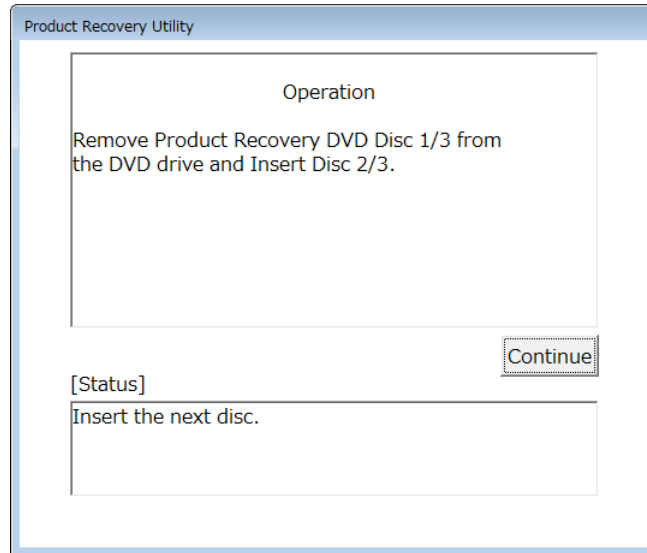 Product Recovery Utility
Operation
Remove Product Recovery DVD Disc 1/3 from
the DVD drive and Insert Disc 2/3.
Continue
[Status]
Insert the next disc.